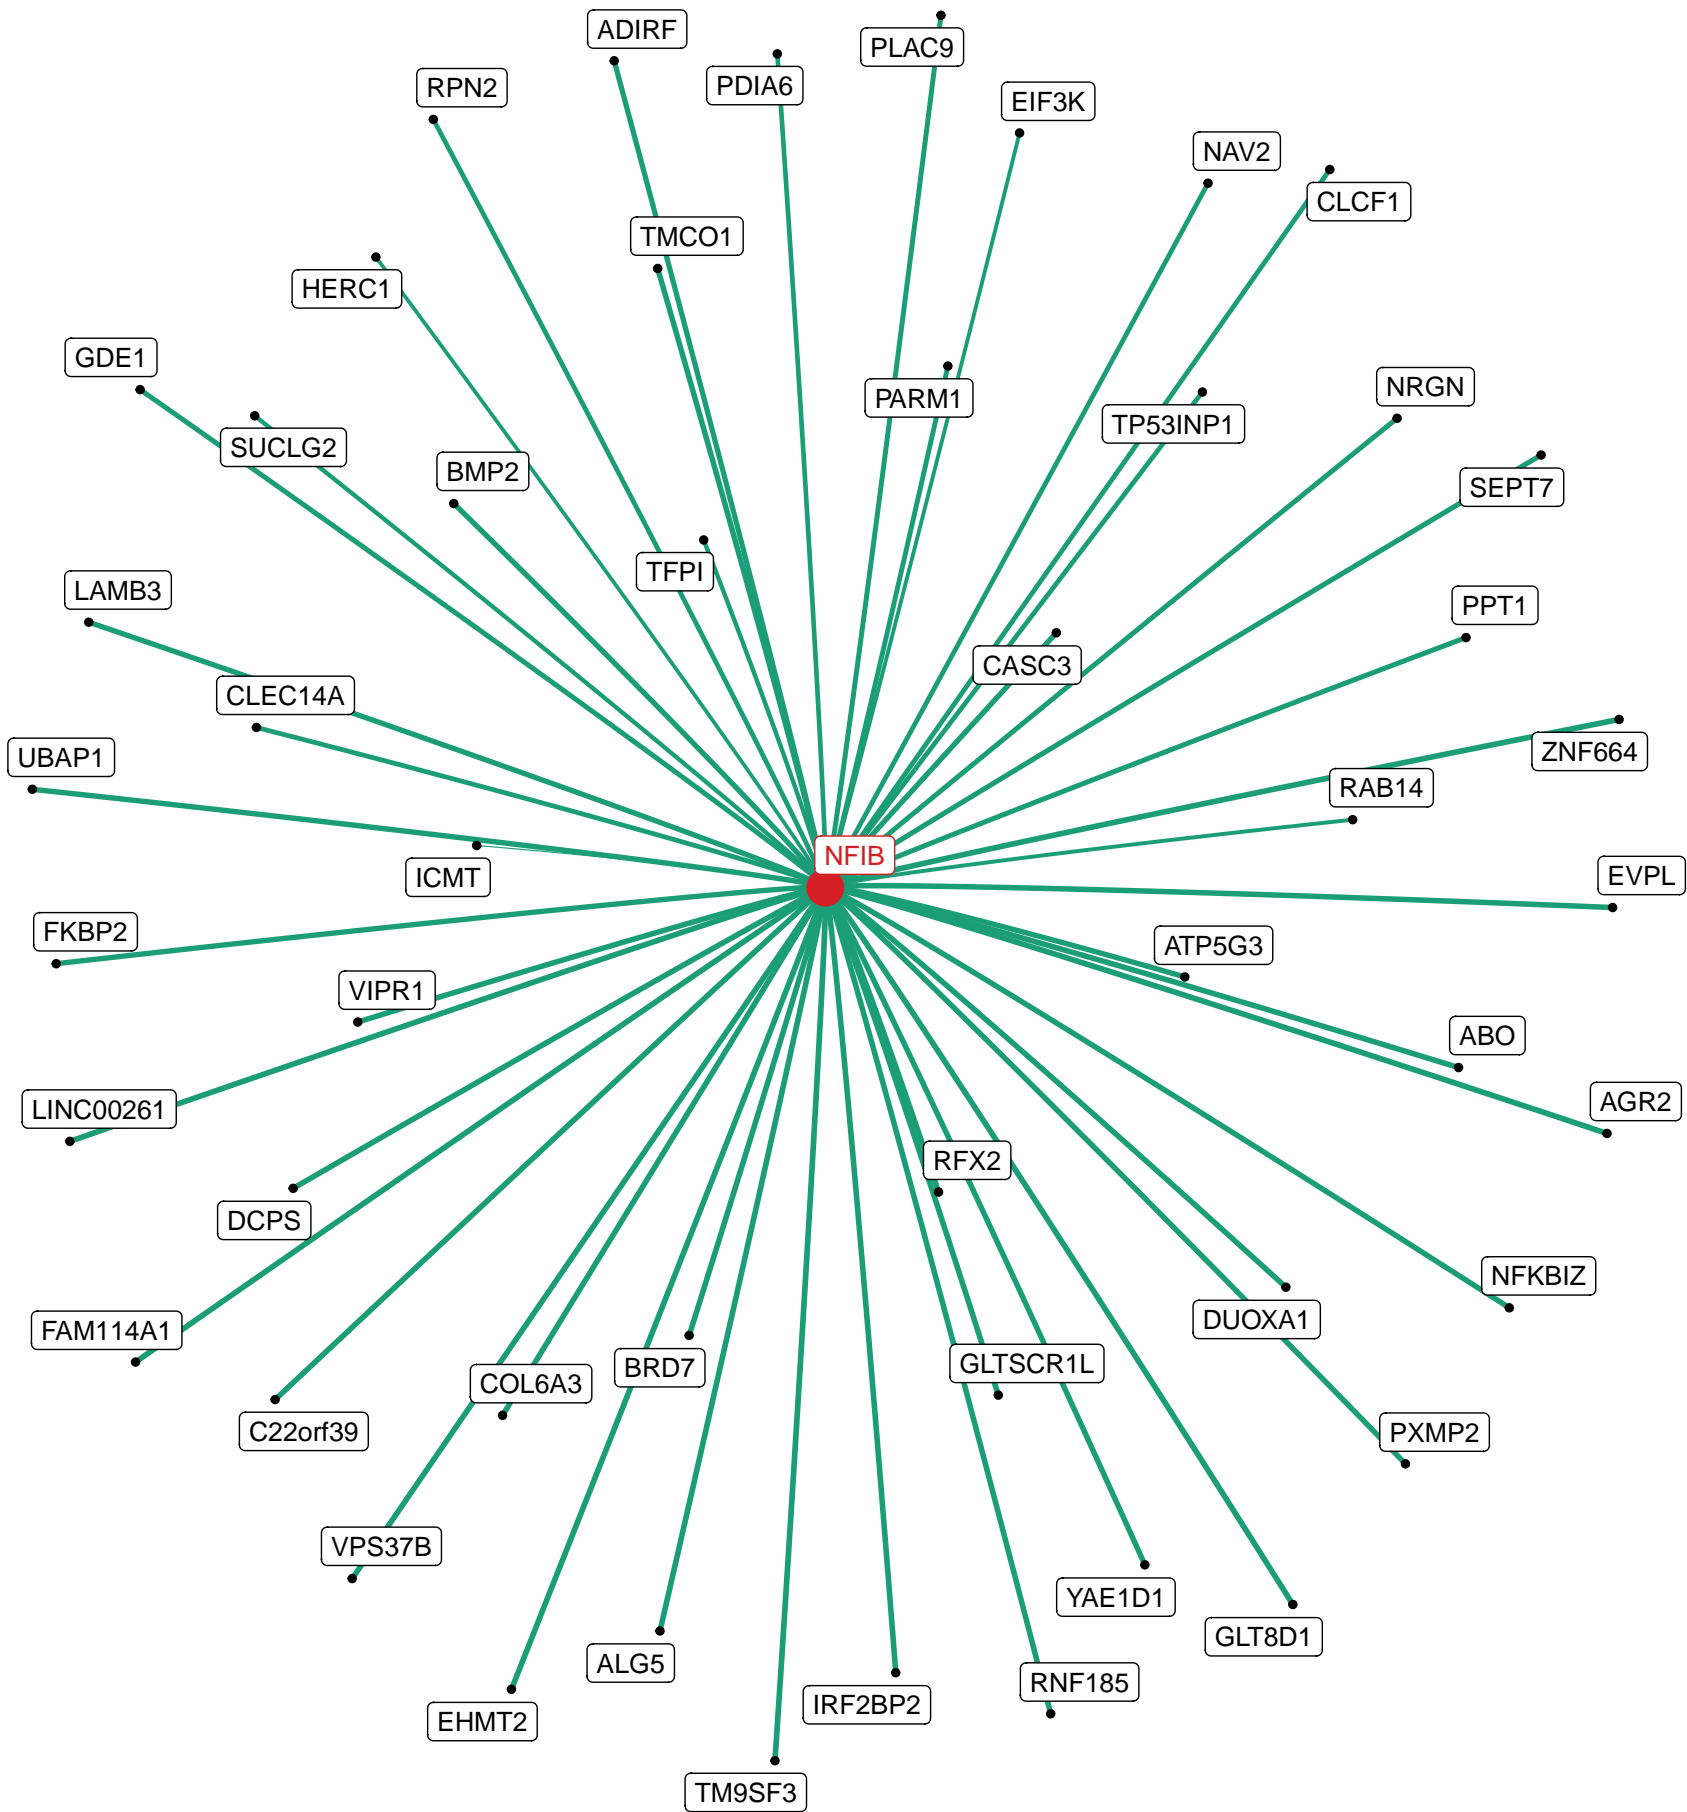 ADIRF
PLAC9
RPN2
PDIA6
EIF3K
NAV2
CLCF1
TMCO1
HERC1
GDE1
NRGN
PARM1
TP53INP1
SUCLG2
BMP2
SEPT7
TFPI
LAMB3
PPT1
CASC3
CLEC14A
ZNF664
UBAP1
RAB14
NFIB
ICMT
EVPL
FKBP2
ATP5G3
VIPR1
ABO
AGR2
LINC00261
RFX2
DCPS
NFKBIZ
DUOXA1
FAM114A1
GLTSCR1L
BRD7
COL6A3
C22orf39
PXMP2
VPS37B
YAE1D1
GLT8D1
ALG5
RNF185
IRF2BP2
EHMT2
TM9SF3